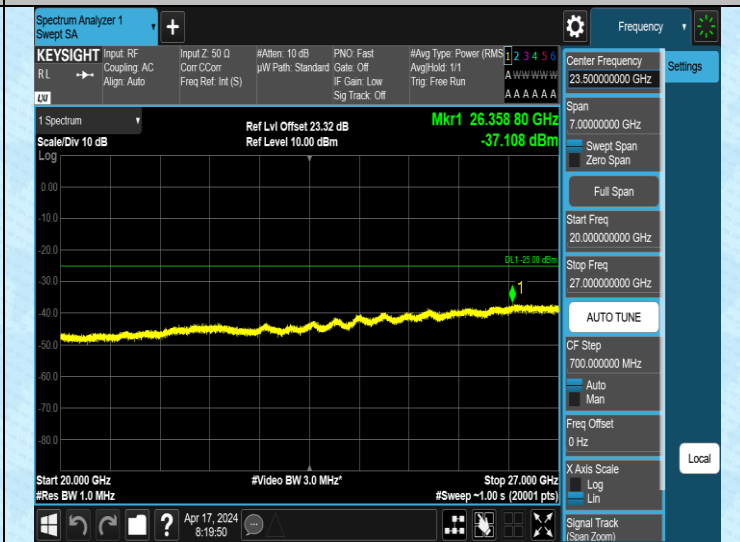 Spectrum Analyzer 1
Swept SA
+
Frequency
KEYSIGHT
RL
LXI
Input: RF
Coupling: AC
Align: Auto
Input Z: 50 Ω
Corr CCorr
Freq Ref: Int (S)
#Atten: 10 dB
µW Path: Standard
PNO: Fast
Gate: Off
IF Gain: Low
Sig Track: Off
#Avg Type: Power (RMS
Avg|Hold: 1/1
Trig: Free Run
1 2 3 4 5 6
A W W W W W
A A A A A A
1 Spectrum
Scale/Div 10 dB
Log
Ref Lvl Offset 23.32 dB
Ref Level 10.00 dBm
Mkr1 26.358 80 GHz
-37.108 dBm
0.00
-10.0
-20.0
DL1 -25.00 dBm
-30.0
1
-40.0
-50.0
-60.0
-70.0
-80.0
Start 20.000 GHz
#Res BW 1.0 MHz
#Video BW 3.0 MHz*
Stop 27.000 GHz
#Sweep ~1.00 s (20001 pts)
?
Apr 17, 2024
8:19:50
Center Frequency
23.500000000 GHz
Settings
Span
7.00000000 GHz
Swept Span
Zero Span
Full Span
Start Freq
20.000000000 GHz
Stop Freq
27.000000000 GHz
AUTO TUNE
CF Step
700.000000 MHz
Auto
Man
Freq Offset
0 Hz
X Axis Scale
Log
Lin
Local
Signal Track
(Span Zoom)